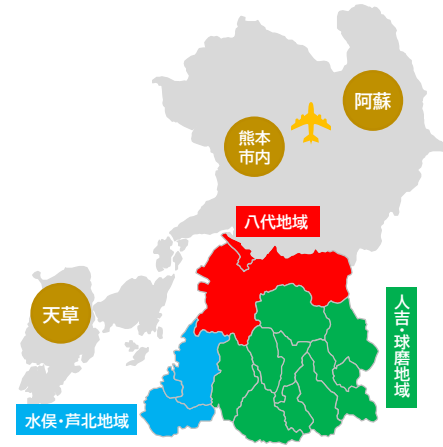 阿蘇
熊本
市内
八代地域
天草
人吉・球磨地域
水俣・芦北地域